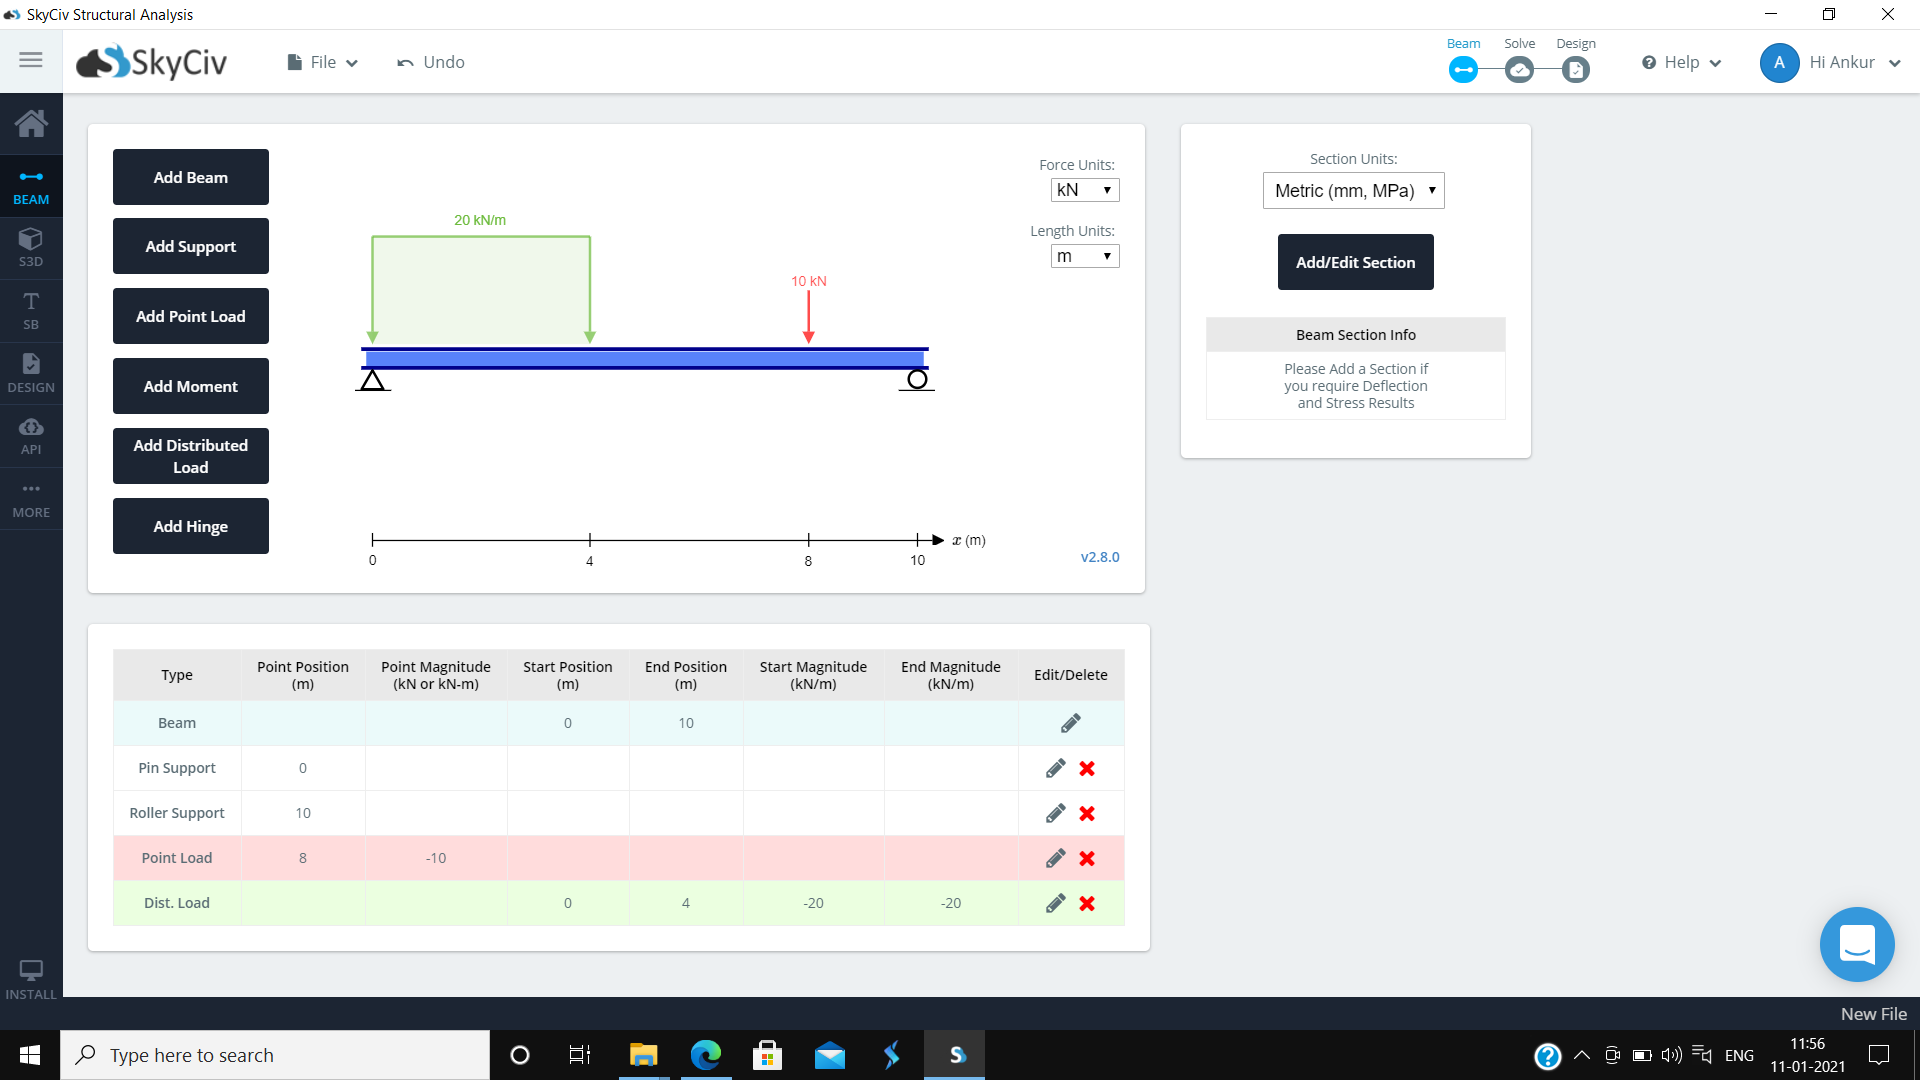 SkyCiv Structural Analysis
SkyCiv
File
Undo
Beam
Solve
Design
Help
A
Hi Ankur
BEAM
S3D
T
SB
DESIGN
API
MORE
INSTALL
Add Beam
Add Support
Add Point Load
Add Moment
Add Distributed
Load
Add Hinge
20 kN/m
10 kN
Force Units:
kN
Length Units:
m
0
4
8
10
x (m)
v2.8.0
Section Units:
Metric (mm, MPa)
Add/Edit Section
Beam Section Info
Please Add a Section if
you require Deflection
and Stress Results
Type Point Position (m) Point Magnitude (kN or kN-m) Start Position (m) End Position (m) Start Magnitude (kN/m) End Magnitude (kN/m) Edit/Delete
Beam 0 10
Pin Support 0
Roller Support 10
Point Load 8 -10
Dist. Load 0 4 -20 -20
New File
Type here to search
S
ENG
11:56
11-01-2021